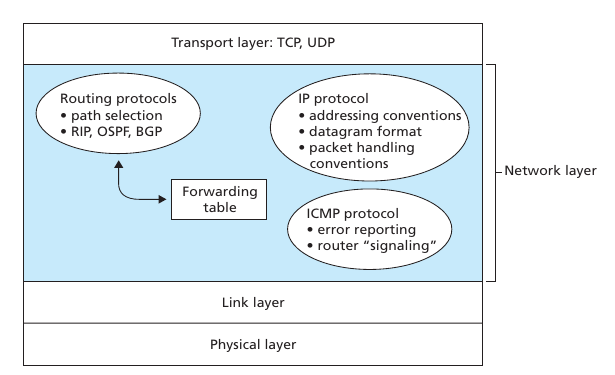 Transport layer: TCP, UDP
Routing protocols
• path selection
• RIP, OSPF, BGP
IP protocol
• addressing conventions
• datagram format
• packet handling
conventions
Network layer
Forwarding
table
ICMP protocol
• error reporting
• router “signaling”
Link layer
Physical layer